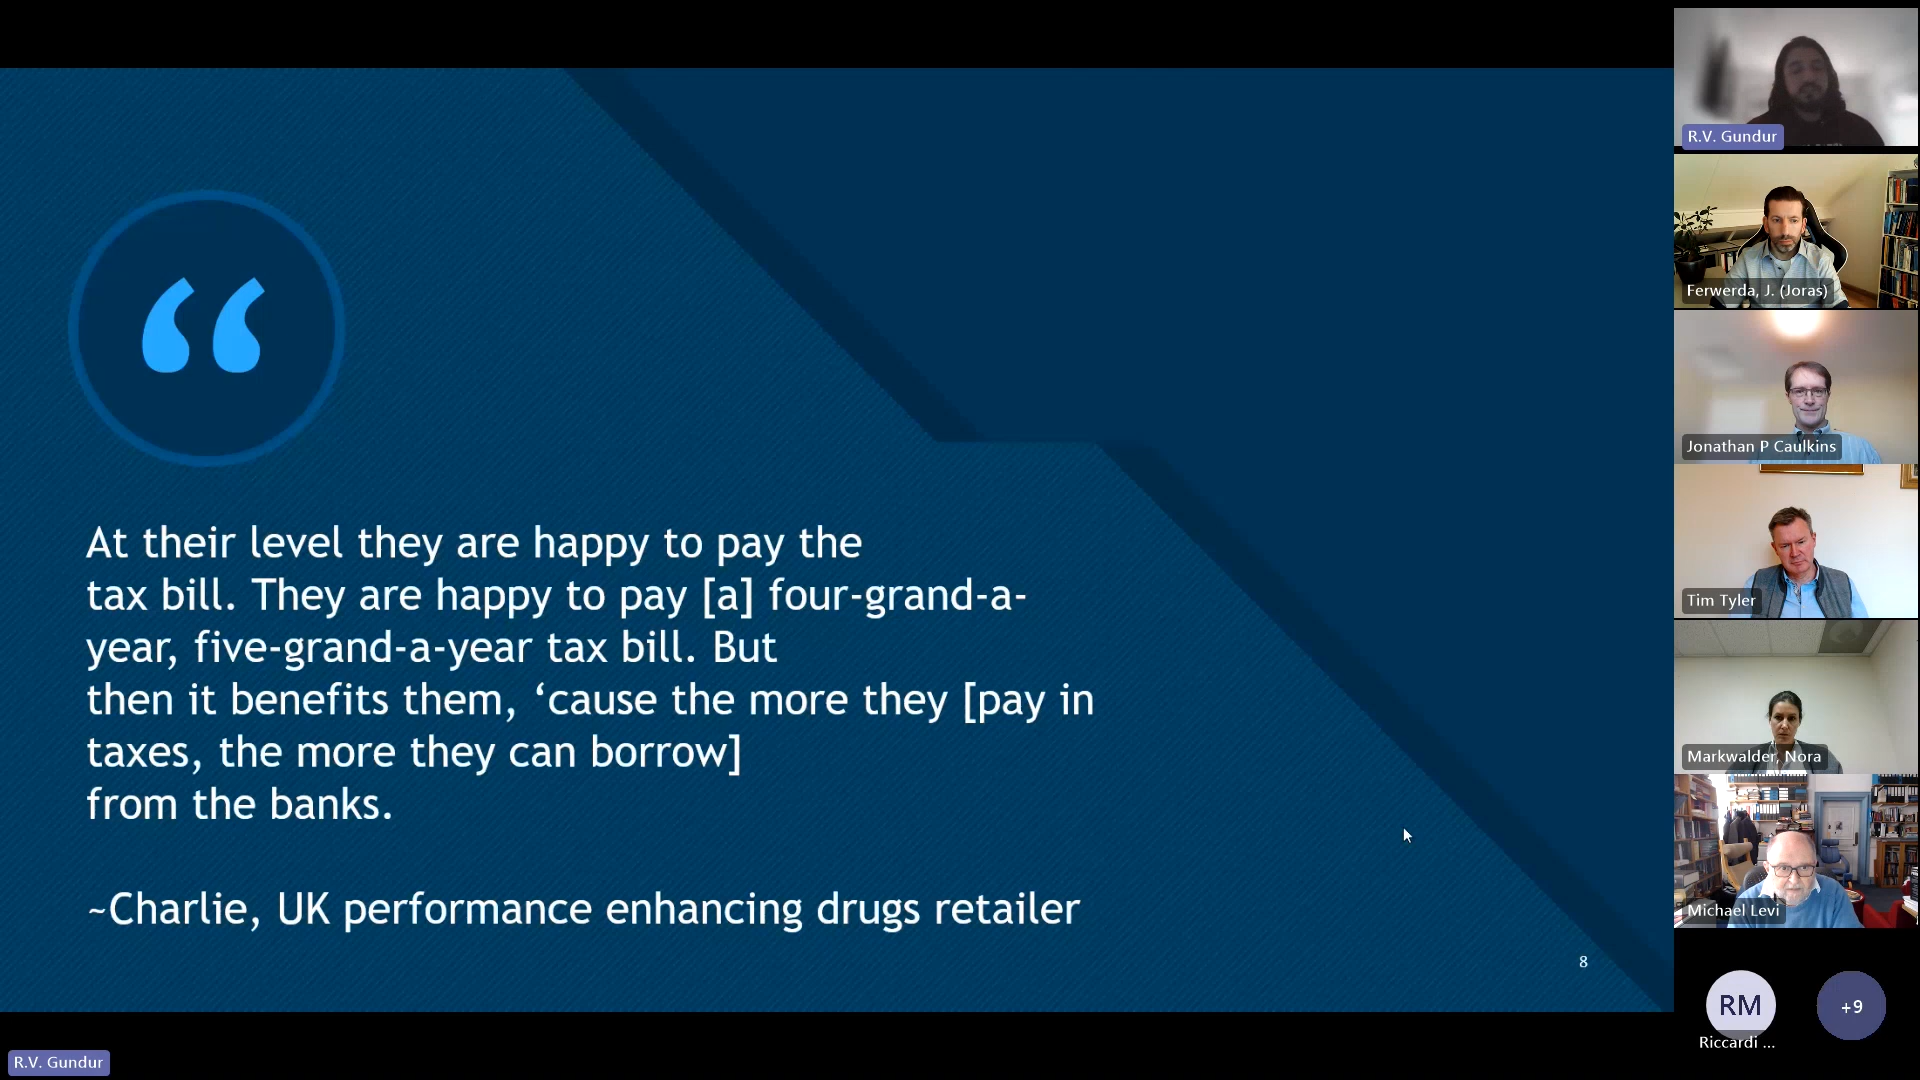 “
At their level they are happy to pay the
tax bill. They are happy to pay [a] four-grand-a-
year, five-grand-a-year tax bill. But
then it benefits them, ‘cause the more they [pay in
taxes, the more they can borrow]
from the banks.
~Charlie, UK performance enhancing drugs retailer
8
R.V. Gundur
R.V. Gundur
Ferwerda, J. (Joras)
Jonathan P Caulkins
Tim Tyler
Markwalder, Nora
Michael Levi
RM
Riccardi ...
+9